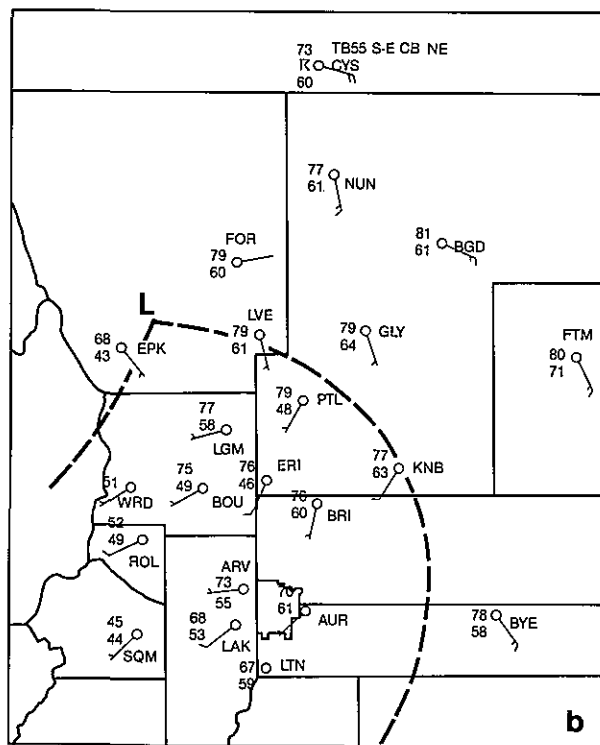 73 TB55 S-E CB NE
CYS
60
77
61 NUN
FOR
79
60
81
61 BGD
L
LVE
79
61
79
64 GLY
FTM
80
71
68
43 EPK
79
48 PTL
77
58
LGM
77
63 KNB
ERI
76
46
75
49 BOU
51
WRD
76
60 BRI
52
49
ROL
ARV
73
55
70
61 AUR
68
53 LAK
78
58 BYE
45
44
SQM
67
59 LTN
b